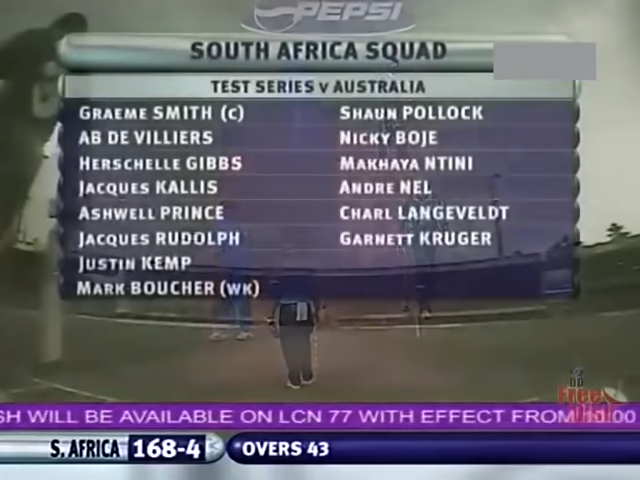 PEPSI
SOUTH AFRICA SQUAD
TEST SERIES v AUSTRALIA
GRAEME SMITH (C)
AB DE VILLIERS
HERSCHELLE GIBBS
JACQUES KALLIS
ASHWELL PRINCE
JACQUES RUDOLPH
JUSTIN KEMP
MARK BOUCHER (WK)
SHAUN POLLOCK
NICKY BOJE
MAKHAYA NTINI
ANDRE NEL
CHARL LANGEVELDT
GARNETT KRUGER
DD
Free
SH WILL BE AVAILABLE ON LCN 77 WITH EFFECT FROM
S. AFRICA 168-4 *OVERS 43